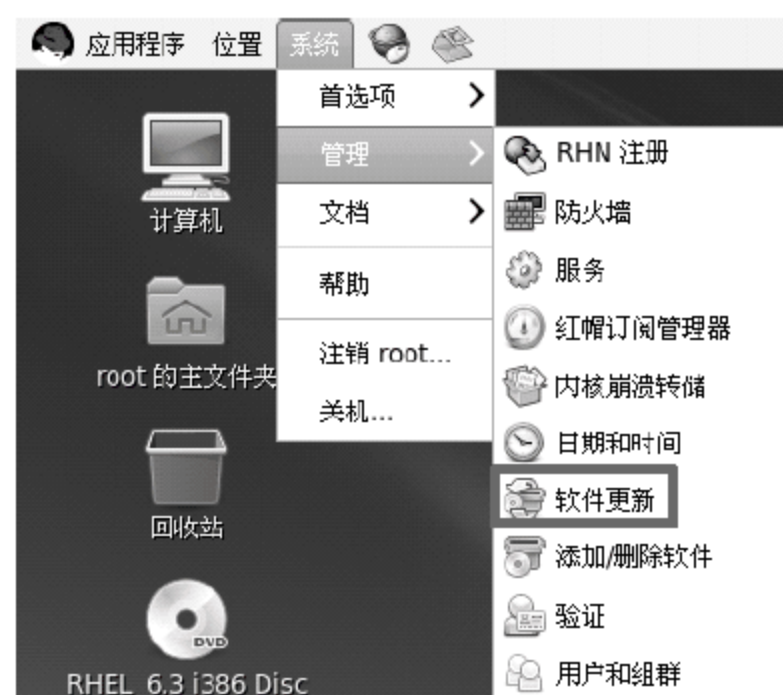 应用程序 位置 系统
首选项
管理
文档
帮助
注销 root...
关机...
RHN 注册
防火墙
服务
红帽订阅管理器
内核崩溃转储
日期和时间
软件更新
添加/删除软件
验证
用户和组群
计算机
root 的主文件夹
回收站
DVD
RHEL_6.3 i386 Disc